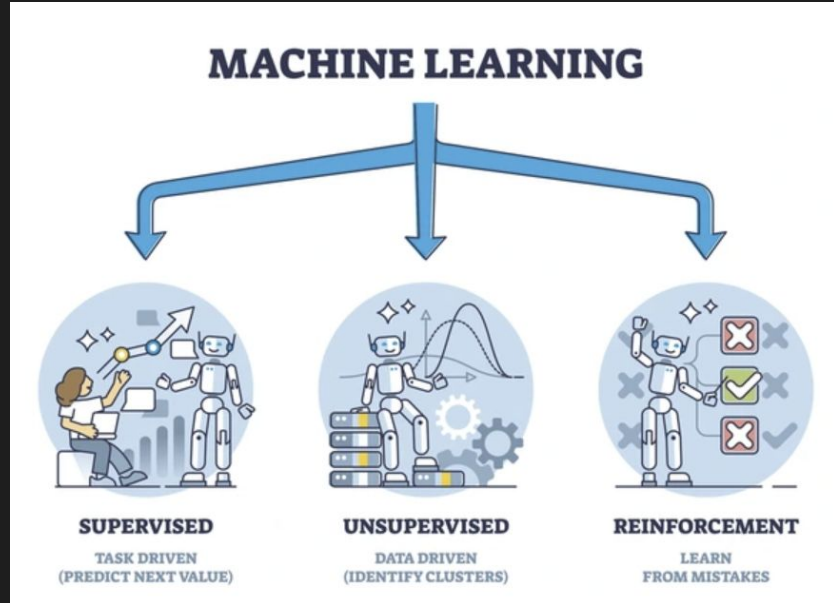 MACHINE LEARNING
SUPERVISED
TASK DRIVEN
(PREDICT NEXT VALUE)
UNSUPERVISED
DATA DRIVEN
(IDENTIFY CLUSTERS)
REINFORCEMENT
LEARN
FROM MISTAKES